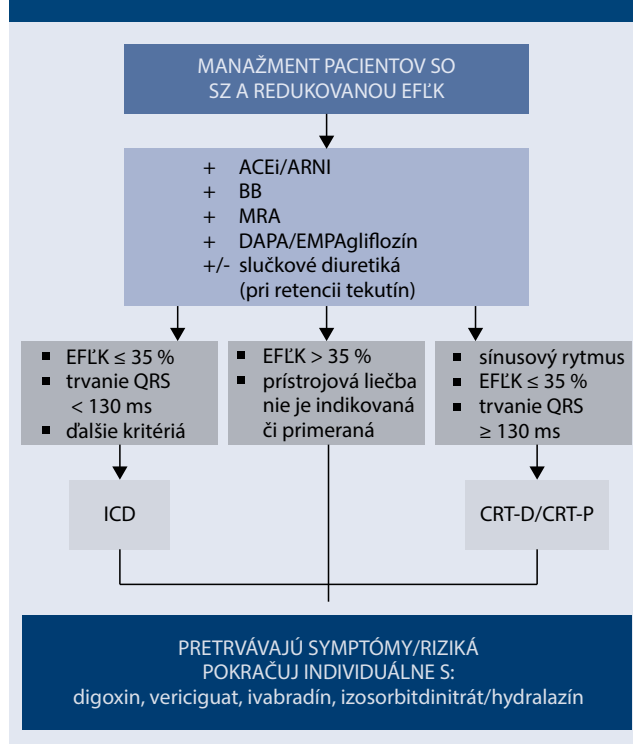 MANAŽMENT PACIENTOV SO
SZ A REDUKOVANOU EFĽK
+ ACEi/ARNI
+ BB
+ MRA
+ DAPA/EMPAgliflozín
+/- slučkové diuretiká
(pri retencii tekutín)
▪ EFĽK ≤ 35 %
▪ trvanie QRS
< 130 ms
▪ ďalšie kritériá
▪ EFĽK > 35 %
▪ prístrojová liečba
nie je indikovaná
či primeraná
▪ sínusový rytmus
▪ EFĽK ≤ 35 %
▪ trvanie QRS
≥ 130 ms
ICD
CRT-D/CRT-P
PRETRVÁVAJÚ SYMPTÓMY/RIZIKÁ
POKRAČUJ INDIVIDUÁLNE S:
digoxin, vericiguat, ivabradín, izosorbitdinitrát/hydralazín